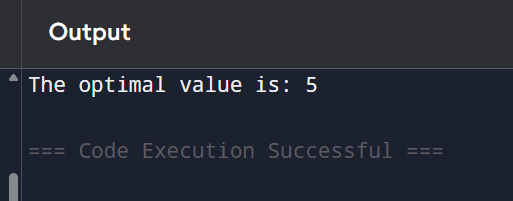 Output
The optimal value is: 5
=== Code Execution Successful ===